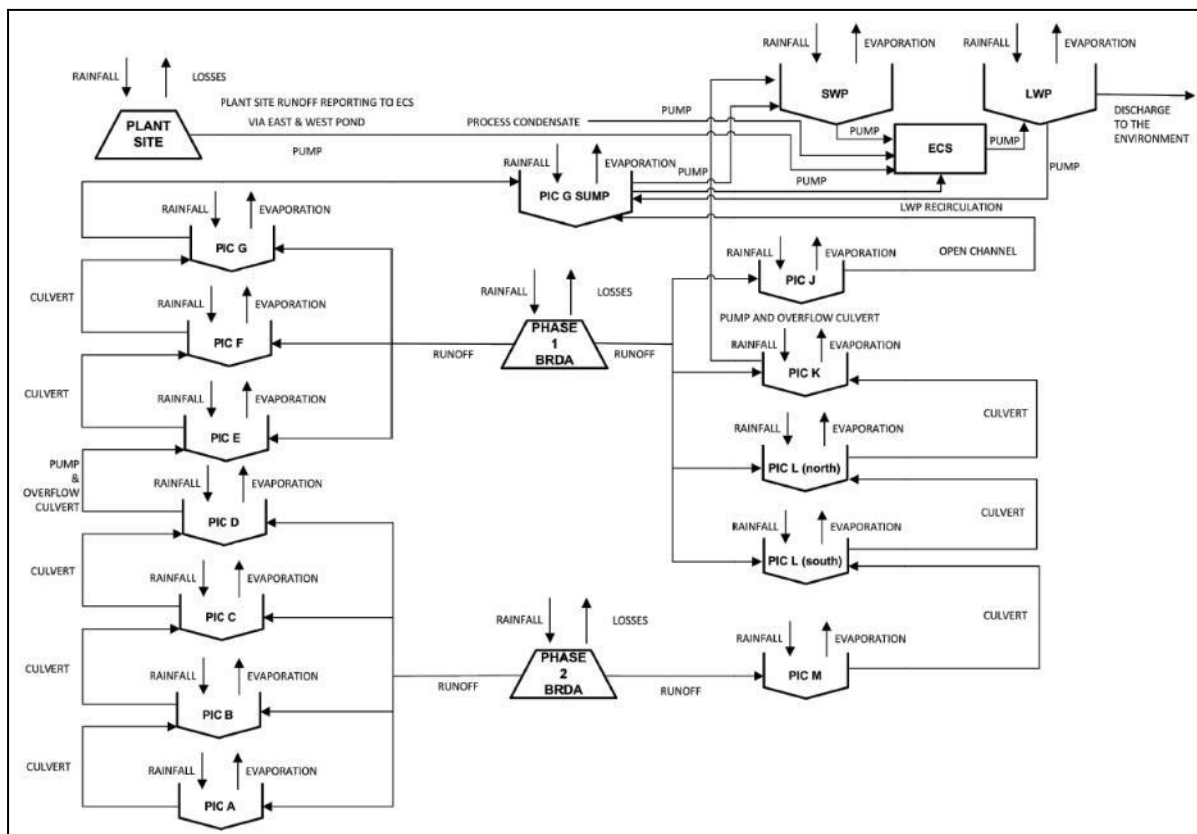 RAINFALL
EVAPORATION
RAINFALL
EVAPORATION
RAINFALL
LOSSES
SWP
LWP
PLANT SITE RUNOFF REPORTING TO ECS
VIA EAST & WEST POND
PUMP
PROCESS CONDENSATE
PUMP
DISCHARGE
TO THE
ENVIRONMENT
PLANT
SITE
PUMP
ECS
PUMP
PUMP
RAINFALL
EVAPORATION
PUMP
PUMP
PIC G SUMP
LWP RECIRCULATION
RAINFALL
EVAPORATION
PIC G
RAINFALL
EVAPORATION
OPEN CHANNEL
PIC J
CULVERT
RAINFALL
EVAPORATION
RAINFALL
LOSSES
PUMP AND OVERFLOW CULVERT
PIC F
PHASE
1
BRDA
RUNOFF
RUNOFF
RAINFALL
EVAPORATION
PIC K
CULVERT
RAINFALL
EVAPORATION
PIC E
CULVERT
RAINFALL
EVAPORATION
PIC L (north)
PUMP
&
OVERFLOW
CULVERT
RAINFALL
EVAPORATION
PIC D
CULVERT
RAINFALL
EVAPORATION
PIC L (south)
CULVERT
RAINFALL
EVAPORATION
PIC C
RAINFALL
LOSSES
CULVERT
RAINFALL
EVAPORATION
PHASE
2
BRDA
RUNOFF
RUNOFF
PIC M
CULVERT
RAINFALL
EVAPORATION
PIC B
CULVERT
RAINFALL
EVAPORATION
PIC A